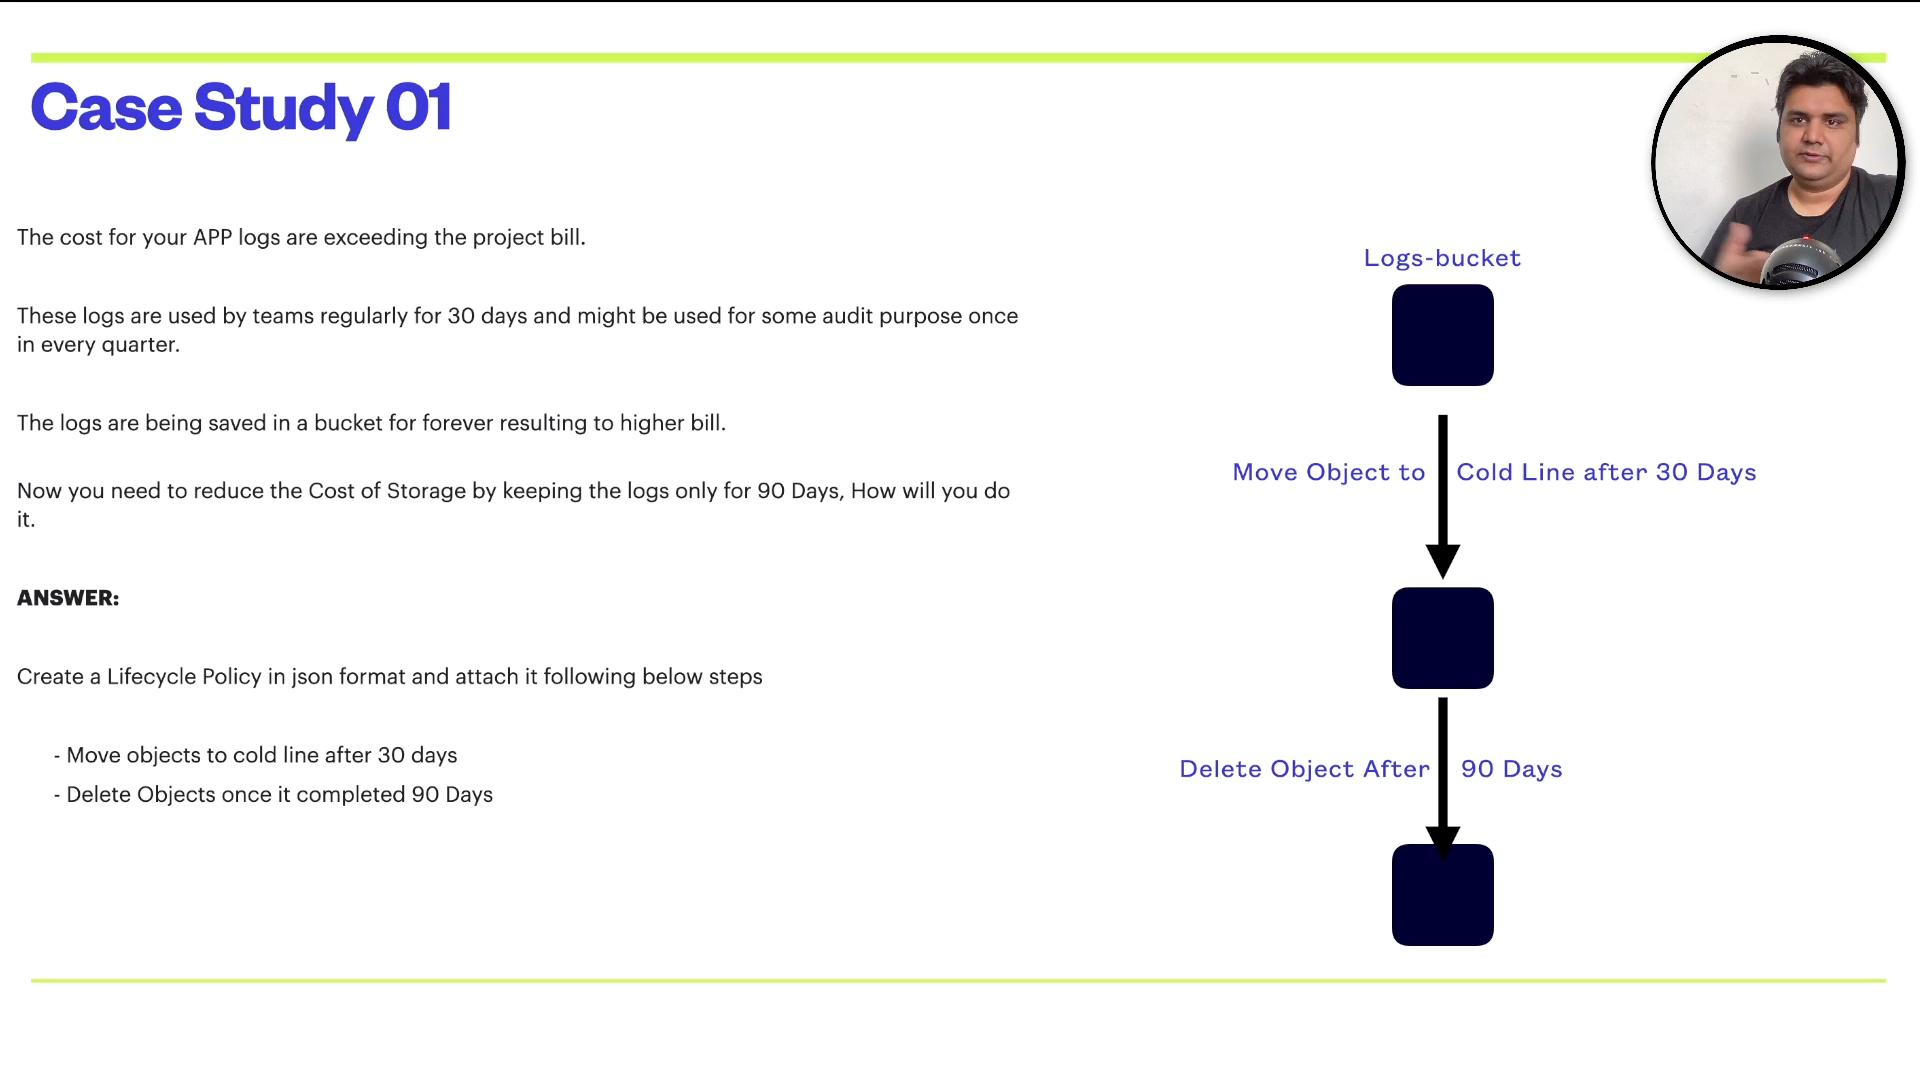 Case Study 01
The cost for your APP logs are exceeding the project bill.
These logs are used by teams regularly for 30 days and might be used for some audit purpose once
in every quarter.
The logs are being saved in a bucket for forever resulting to higher bill.
Now you need to reduce the Cost of Storage by keeping the logs only for 90 Days, How will you do
it.
ANSWER:
Create a Lifecycle Policy in json format and attach it following below steps
- Move objects to cold line after 30 days
- Delete Objects once it completed 90 Days
Logs-bucket
Move Object to Cold Line after 30 Days
Delete Object After 90 Days